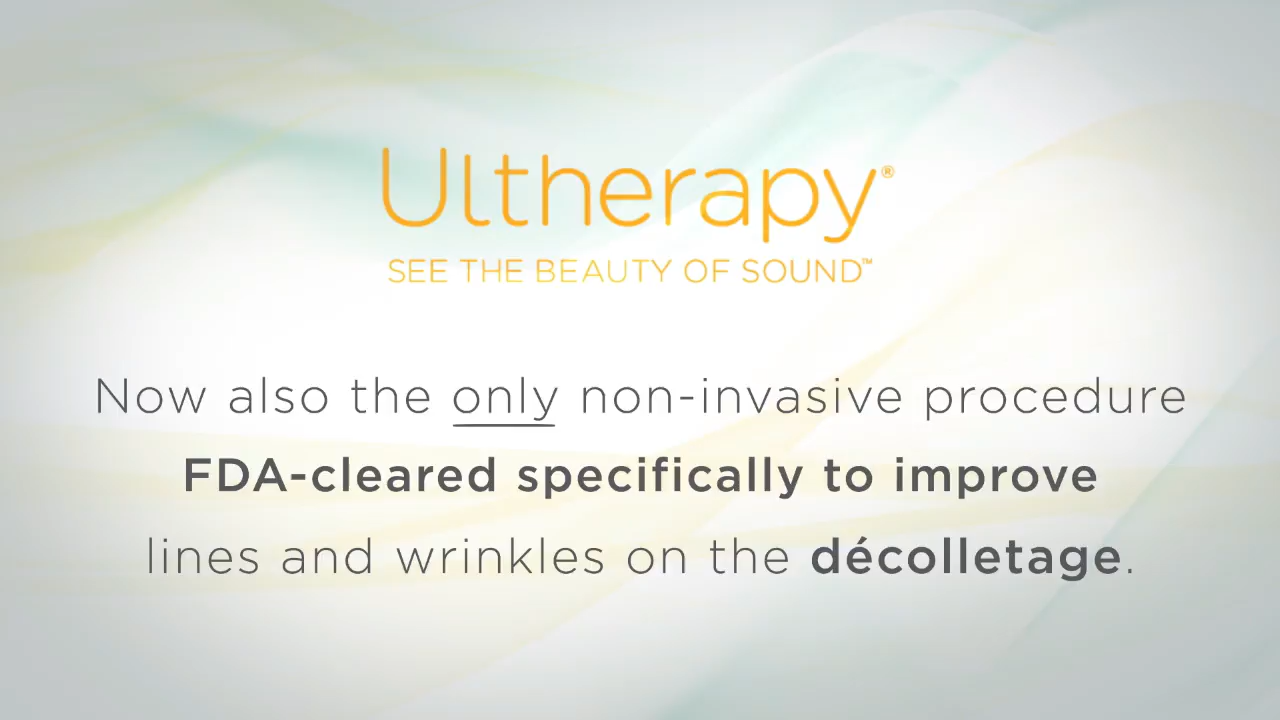 Ultherapy®
SEE THE BEAUTY OF SOUND™
Now also the only non-invasive procedure
FDA-cleared specifically to improve
lines and wrinkles on the décolletage.